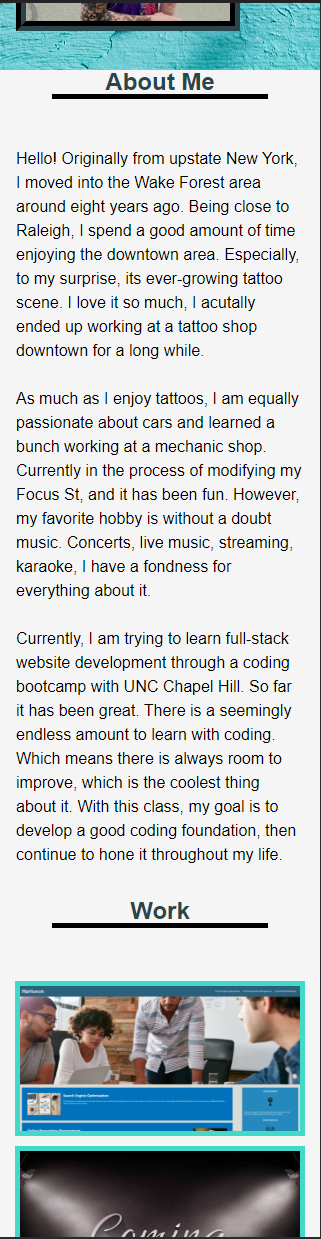 About Me
Hello! Originally from upstate New York,
I moved into the Wake Forest area
around eight years ago. Being close to
Raleigh, I spend a good amount of time
enjoying the downtown area. Especially,
to my surprise, its ever-growing tattoo
scene. I love it so much, I acutally
ended up working at a tattoo shop
downtown for a long while.
As much as I enjoy tattoos, I am equally
passionate about cars and learned a
bunch working at a mechanic shop.
Currently in the process of modifying my
Focus St, and it has been fun. However,
my favorite hobby is without a doubt
music. Concerts, live music, streaming,
karaoke, I have a fondness for
everything about it.
Currently, I am trying to learn full-stack
website development through a coding
bootcamp with UNC Chapel Hill. So far
it has been great. There is a seemingly
endless amount to learn with coding.
Which means there is always room to
improve, which is the coolest thing
about it. With this class, my goal is to
develop a good coding foundation, then
continue to hone it throughout my life.
Work
Horiseon
Search Engine Optimization
Coming